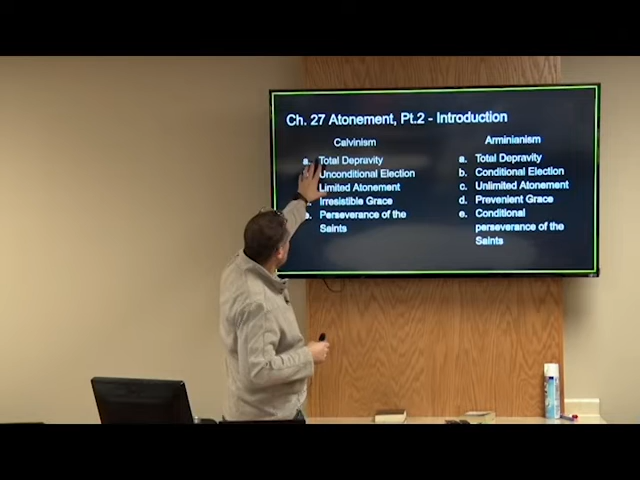 Ch. 27 Atonement, Pt.2 - Introduction
Calvinism
a. Total Depravity
Unconditional Election
Limited Atonement
Irresistible Grace
Perseverance of the
Saints
Arminianism
a. Total Depravity
b. Conditional Election
c. Unlimited Atonement
d. Prevenient Grace
e. Conditional
perseverance of the
Saints